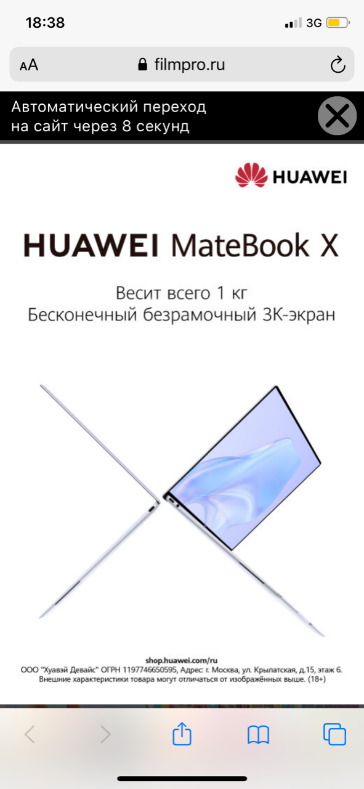 18:38
3G
AA
filmpro.ru
Автоматический переход
на сайт через 8 секунд
HUAWEI
HUAWEI MateBook X
Весит всего 1 кг
Бесконечный безрамочный 3К-экран
shop.huawei.com/ru
ООО "Хуавэй Девайс" ОГРН 1197746650595, Адрес: г. Москва, ул. Крылатская, д.15, этаж 6.
Внешние характеристики товара могут отличаться от изображённых выше. (18+)